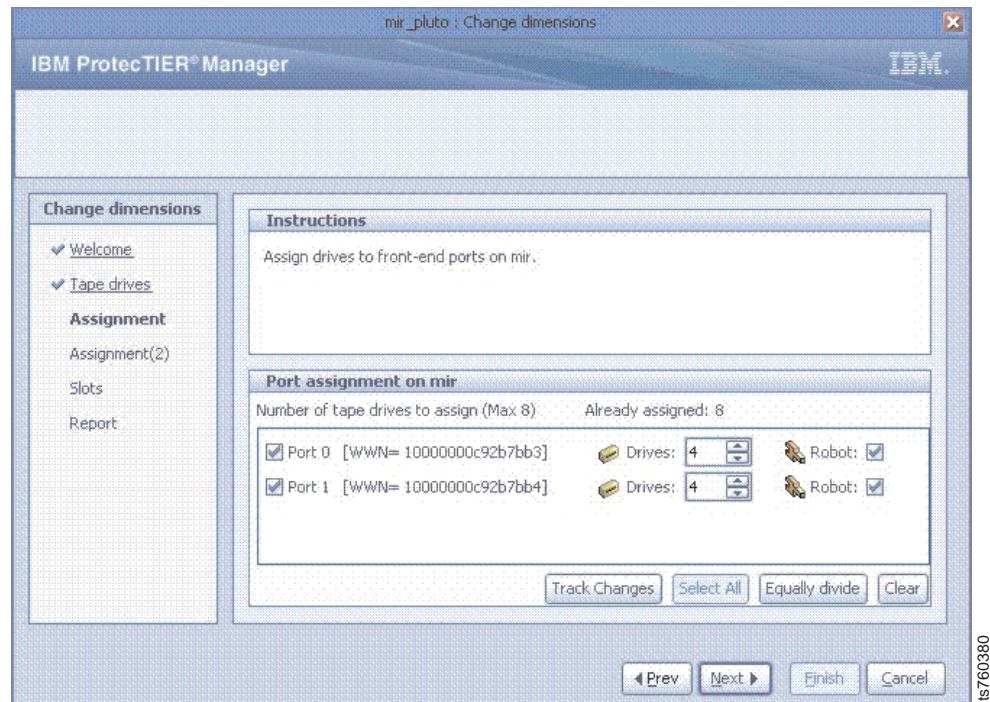 mir_pluto : Change dimensions
IBM ProtecTIER® Manager
IBM.
Change dimensions
Welcome
Tape drives
Assignment
Assignment(2)
Slots
Report
Instructions
Assign drives to front-end ports on mir.
Port assignment on mir
Number of tape drives to assign (Max 8) Already assigned: 8
Port 0 [WWN= 10000000c92b7bb3] Drives: 4 Robot:
Port 1 [WWN= 10000000c92b7bb4] Drives: 4 Robot:
Track Changes Select All Equally divide Clear
Prev Next Finish Cancel
ts760380